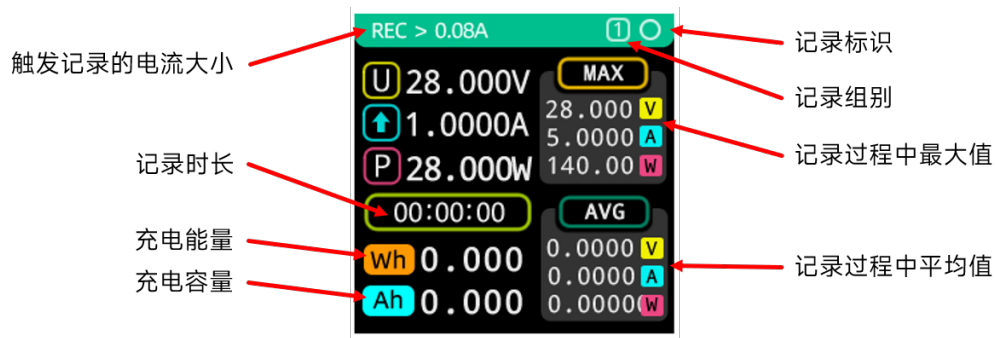 REC > 0.08A
1
触发记录的电流大小
记录标识
记录组别
U 28.000V
1.0000A
P 28.000W
MAX
28.000 V
5.0000 A
140.00 W
记录过程中最大值
记录时长
00:00:00
充电能量
Wh 0.000
充电容量
Ah 0.000
AVG
0.0000 V
0.0000 A
0.0000 W
记录过程中平均值